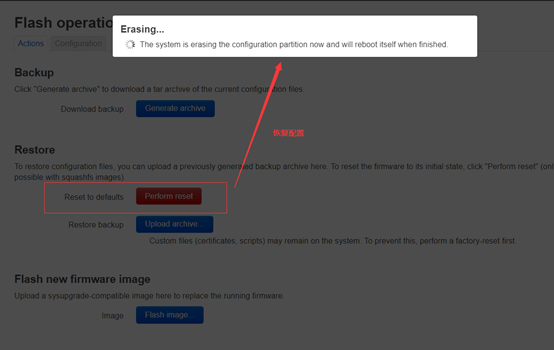 Flash operatio
Erasing...
The system is erasing the configuration partition now and will reboot itself when finished.
Actions Configuration
Backup
Click "Generate archive" to download a tar archive of the current configuration files.
Download backup Generate archive
恢复配置
Restore
To restore configuration files, you can upload a previously generated backup archive here. To reset the firmware to its initial state, click "Perform reset" (onl
possible with squashfs images)
Reset to defaults Perform reset
Restore backup Upload archive...
Custom files (certificates, scripts) may remain on the system. To prevent this, perform a factory-reset first.
Flash new firmware image
Upload a sysupgrade-compatible image here to replace the running firmware.
Image Flash image...